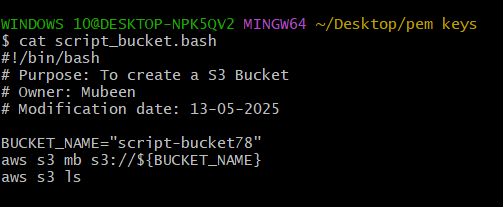 WINDOWS 10@DESKTOP-NPK5QV2 MINGW64 ~/Desktop/pem keys
$ cat script_bucket.bash
#!/bin/bash
# Purpose: To create a S3 Bucket
# Owner: Mubeen
# Modification date: 13-05-2025

BUCKET_NAME="script-bucket78"
aws s3 mb s3://${BUCKET_NAME}
aws s3 ls